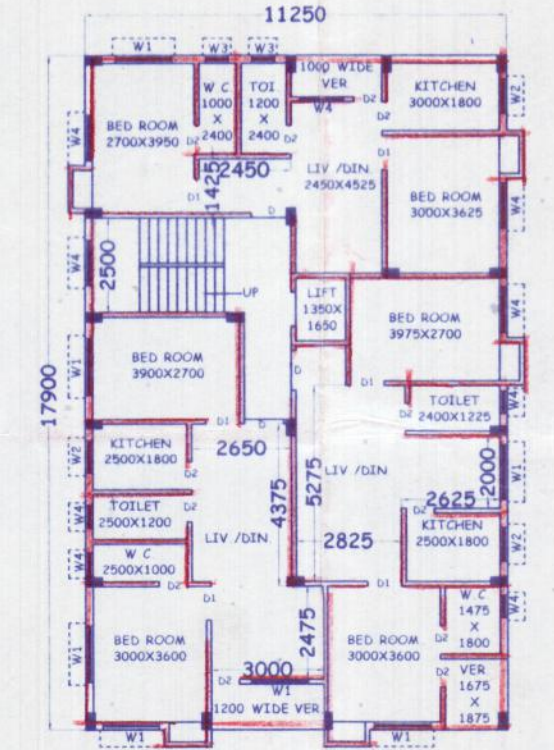 11250
W1
W3
W3
1000 WIDE
VER
W4
D2
KITCHEN
3000X1800
W2
W C
1000
X
2400
TOI.
1200
X
2400
BED ROOM
2700X3950
W4
D2
D2
D1
2450
LIV /DIN.
2450X4525
D1
BED ROOM
3000X3625
W4
1425
D1
D
2500
W4
UP
LIFT
1350X
1650
BED ROOM
3975X2700
W4
BED ROOM
3900X2700
W1
17900
D
D1
TOILET
2400X1225
W4
D2
D1
D
2650
KITCHEN
2500X1800
W2
D2
4375
5275
LIV /DIN
2000
W1
2625
D2
TOILET
2500X1200
W4
D2
LIV /DIN.
2825
KITCHEN
2500X1800
W2
W C
2500X1000
W4
D2
D1
D1
W.C
1475
X
1800
W4
2475
BED ROOM
3000X3600
W1
BED ROOM
3000X3600
D2
3000
D2
W1
1200 WIDE VER
D2
VER
1675
X
1875
W1
W1